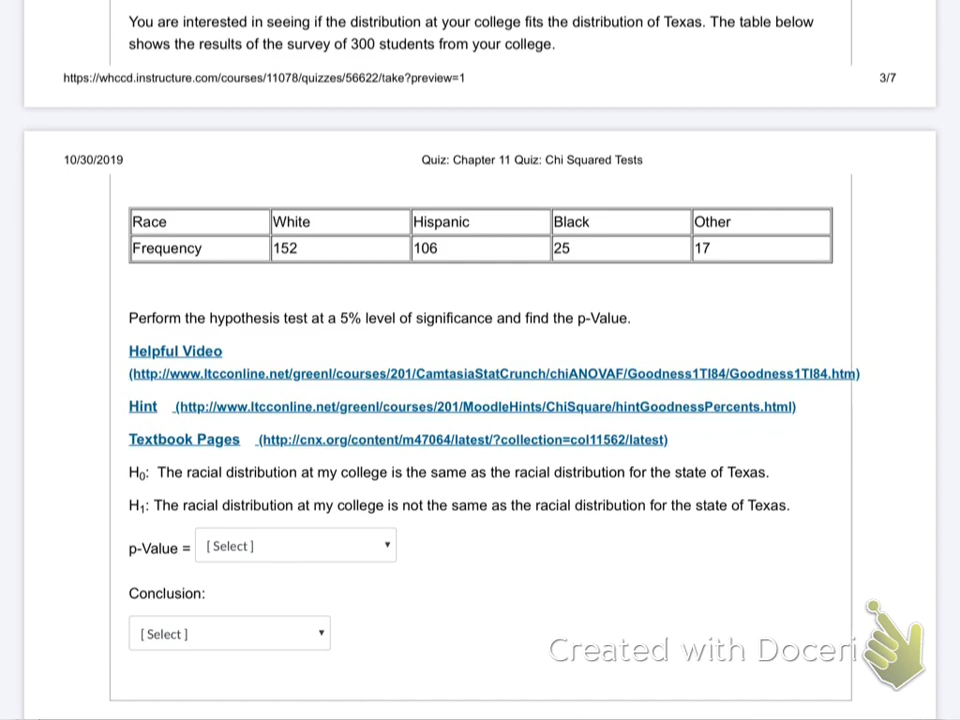 You are interested in seeing if the distribution at your college fits the distribution of Texas. The table below
shows the results of the survey of 300 students from your college.
https://whccd.instructure.com/courses/11078/quizzes/56622/take?preview=1 3/7
10/30/2019 Quiz: Chapter 11 Quiz: Chi Squared Tests
Race White Hispanic Black Other
Frequency 152 106 25 17
Perform the hypothesis test at a 5% level of significance and find the p-Value.
Helpful Video
(http://www.ltcconline.net/greenl/courses/201/CamtasiaStatCrunch/chiANOVAF/Goodness1TI84/Goodness1TI84.htm)
Hint (http://www.ltcconline.net/greenl/courses/201/MoodleHints/ChiSquare/hintGoodnessPercents.html)
Textbook Pages (http://cnx.org/content/m47064/latest/?collection=col11562/latest)
H₀: The racial distribution at my college is the same as the racial distribution for the state of Texas.
H₁: The racial distribution at my college is not the same as the racial distribution for the state of Texas.
p-Value = [ Select ]
Conclusion:
[ Select ]
Created with Doceri